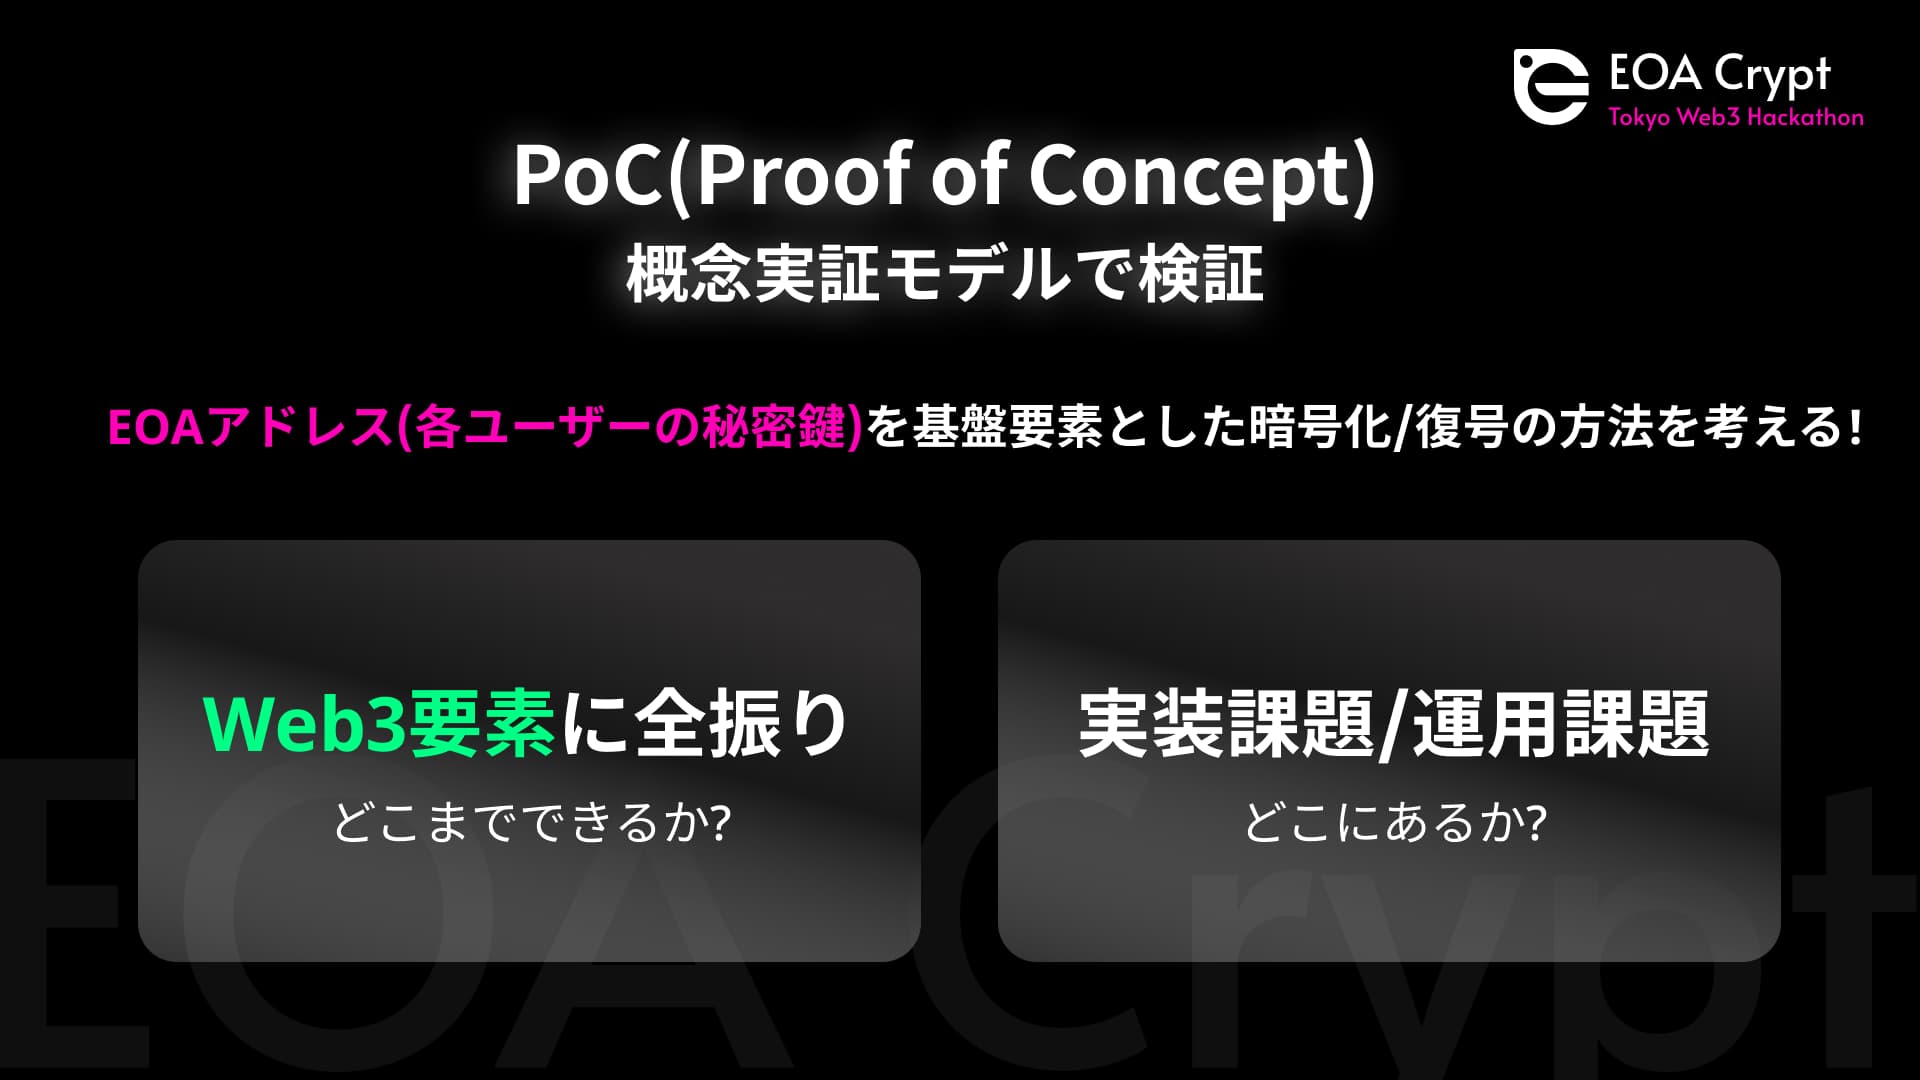 EOA Crypt
Tokyo Web3 Hackathon
PoC(Proof of Concept)
概念実証モデルで検証
EOAアドレス(各ユーザーの秘密鍵)を基盤要素とした暗号化/復号の方法を考える!
Web3要素に全振り
どこまでできるか?
実装課題/運用課題
どこにあるか?
EOA Crypt